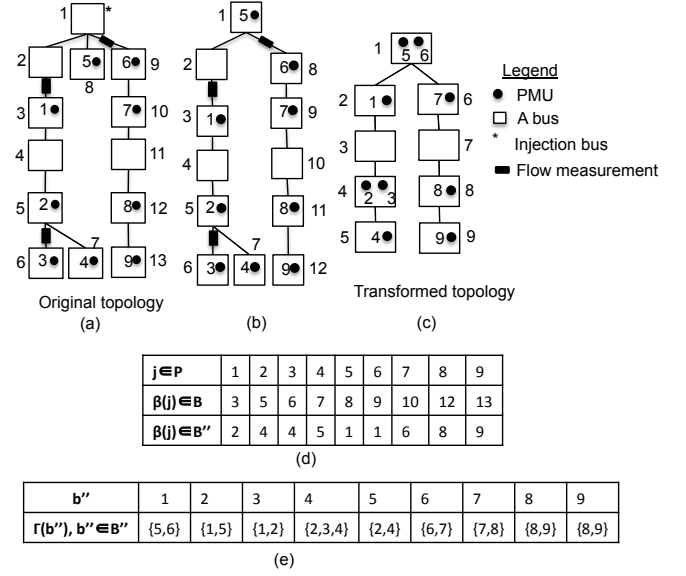 1 *
2 5 6 9
8
3 1 7 10
4 11
5 2 8 12
7
6 3 4 9 13
Original topology
(a)
1 5
2 6 8
3 1 7 9
4 10
5 2 8 11
7
6 3 4 9 12
(b)
1 5 6
2 1 7 6
3 7
4 2 3 8 8
5 4 9 9
Transformed topology
(c)
Legend
PMU
A bus
* Injection bus
Flow measurement
j∈P 1 2 3 4 5 6 7 8 9
β(j)∈B 3 5 6 7 8 9 10 12 13
β(j)∈B'' 2 4 4 5 1 1 6 8 9
(d)
b'' 1 2 3 4 5 6 7 8 9
Γ(b''), b''∈B'' {5,6} {1,5} {1,2} {2,3,4} {2,4} {6,7} {7,8} {8,9} {8,9}
(e)